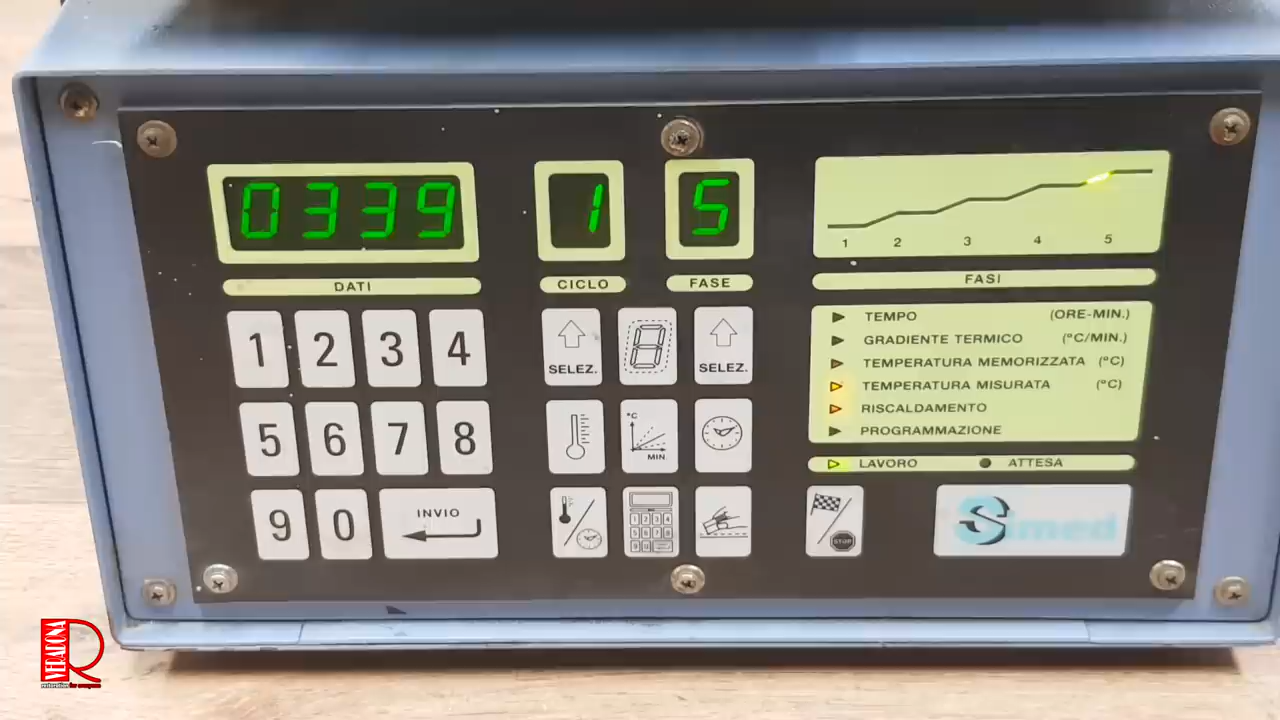 0339
1
5
1 2 3 4 5
DATI
CICLO
FASE
FASI
1 2 3 4
SELEZ.
SELEZ.
TEMPO (ORE-MIN.)
GRADIENTE TERMICO (°C/MIN.)
TEMPERATURA MEMORIZZATA (°C)
TEMPERATURA MISURATA (°C)
RISCALDAMENTO
PROGRAMMAZIONE
5 6 7 8
°C
MIN.
LAVORO
ATTESA
9 0
INVIO
STOP
Simed
VERADONA
R